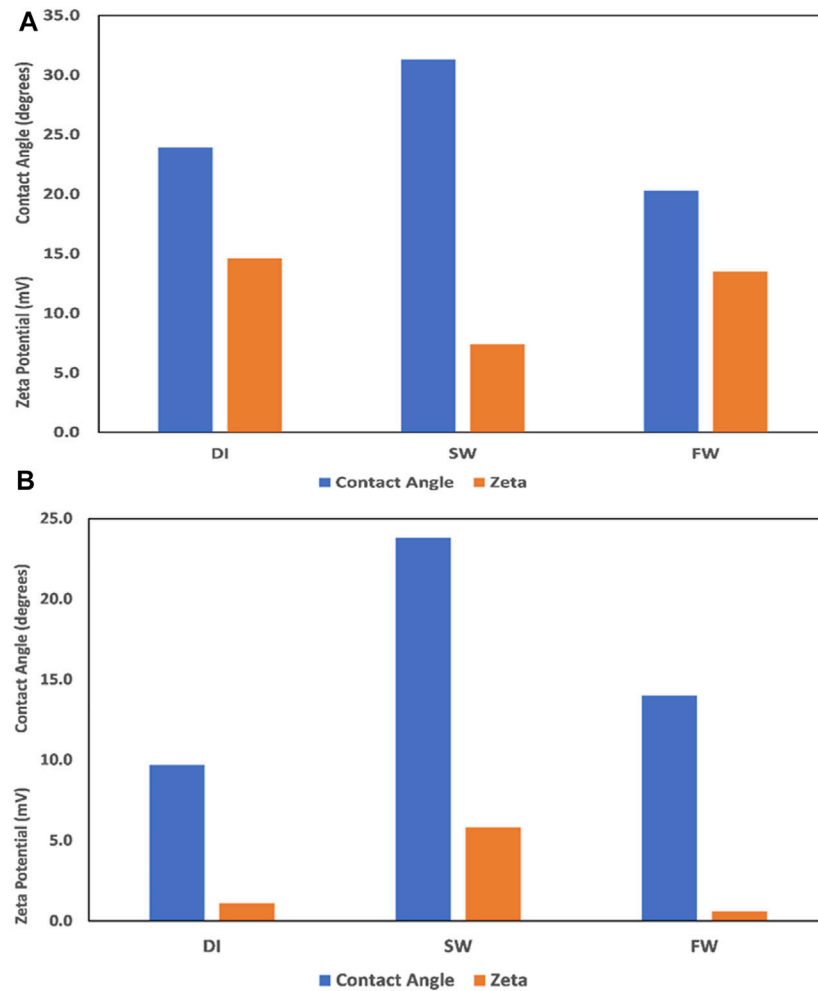 A
35.0
30.0
25.0
20.0
15.0
10.0
5.0
0.0
Contact Angle (degrees)
Zeta Potential (mV)
DI SW FW
Contact Angle Zeta
B
25.0
20.0
15.0
10.0
5.0
0.0
Contact Angle (degrees)
Zeta Potential (mV)
DI SW FW
Contact Angle Zeta